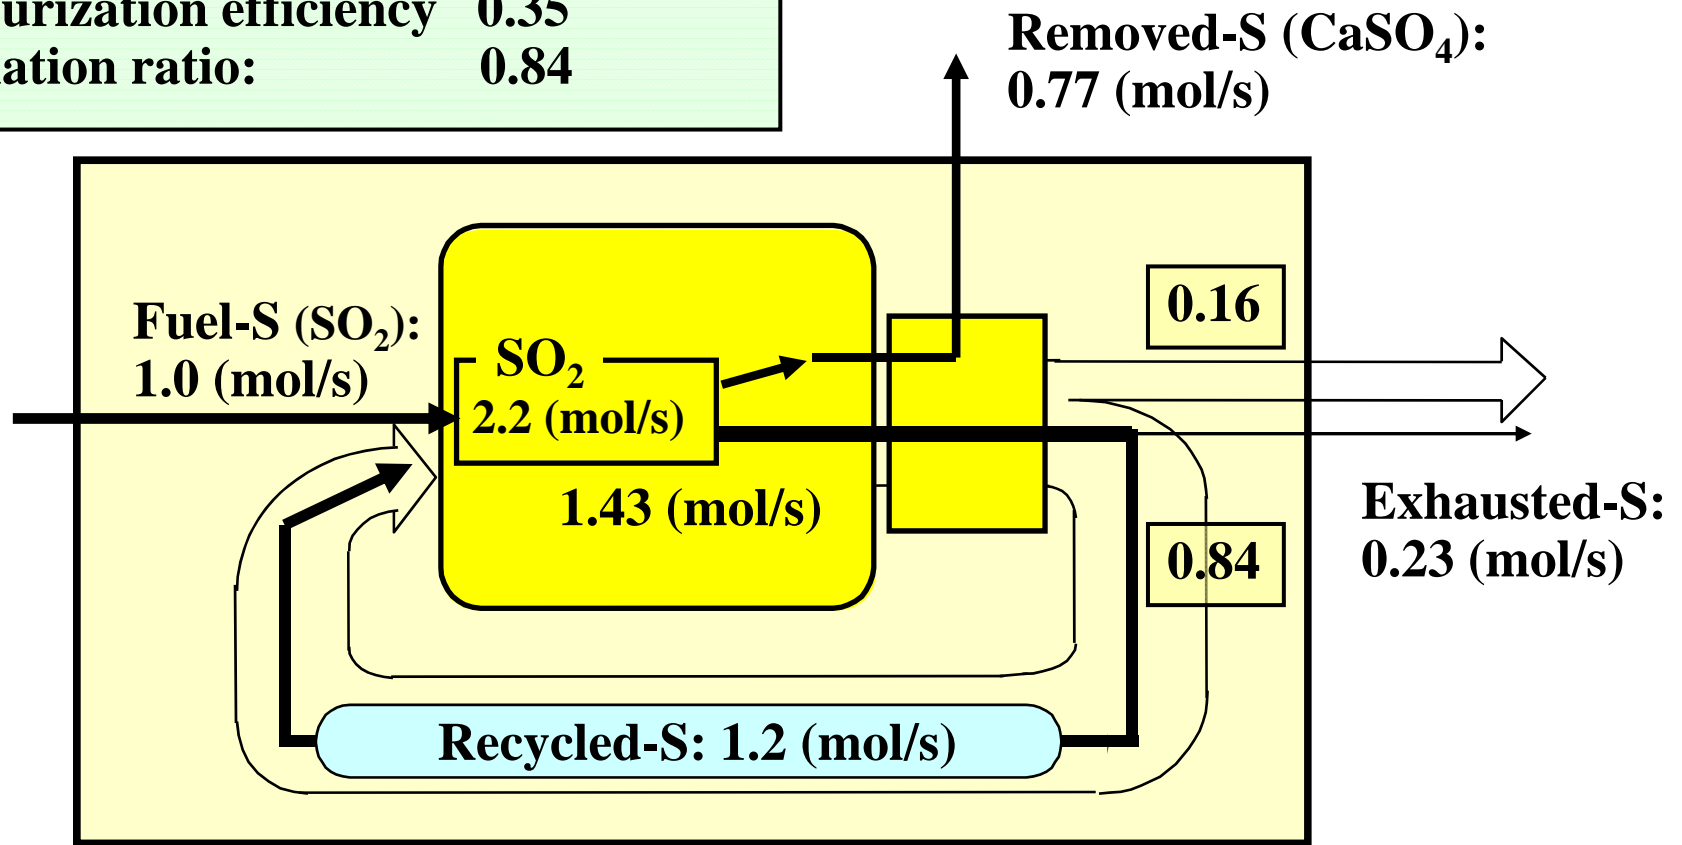 urization efficiency 0.35
lation ratio: 0.84
Removed-S (CaSO₄):
0.77 (mol/s)
Fuel-S (SO₂):
1.0 (mol/s)
SO₂
2.2 (mol/s)
1.43 (mol/s)
0.16
0.84
Exhausted-S:
0.23 (mol/s)
Recycled-S: 1.2 (mol/s)